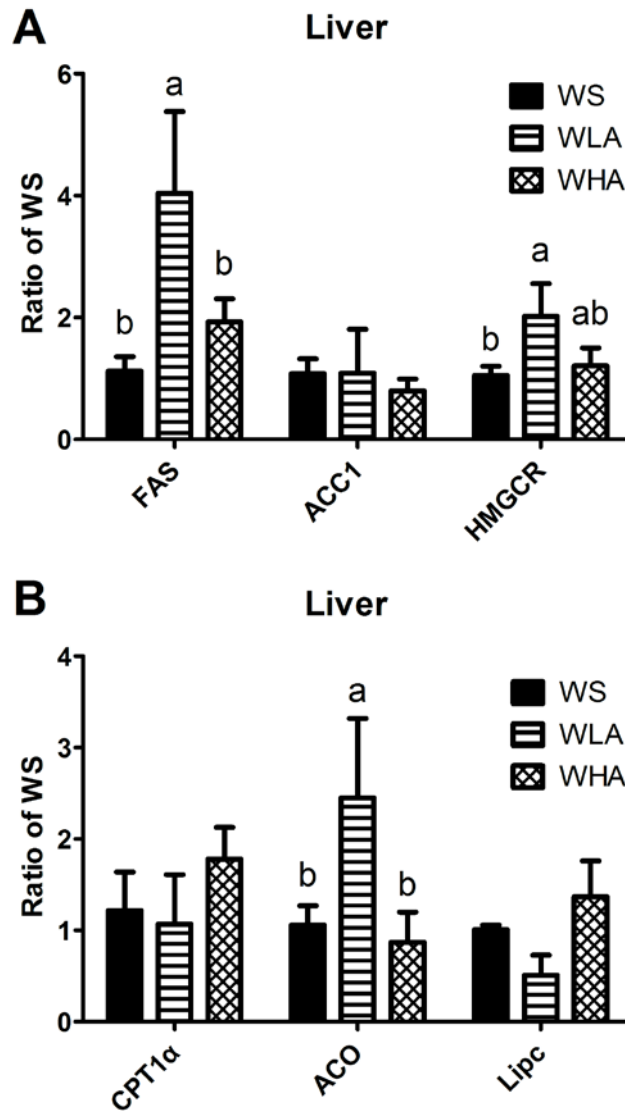 A
Liver
6
4
2
0
Ratio of WS
WS
WLA
WHA
b
a
b
b
a
ab
FAS
ACC1
HMGCR
B
Liver
4
3
2
1
0
Ratio of WS
WS
WLA
WHA
b
a
b
CPT1α
ACO
Lipc